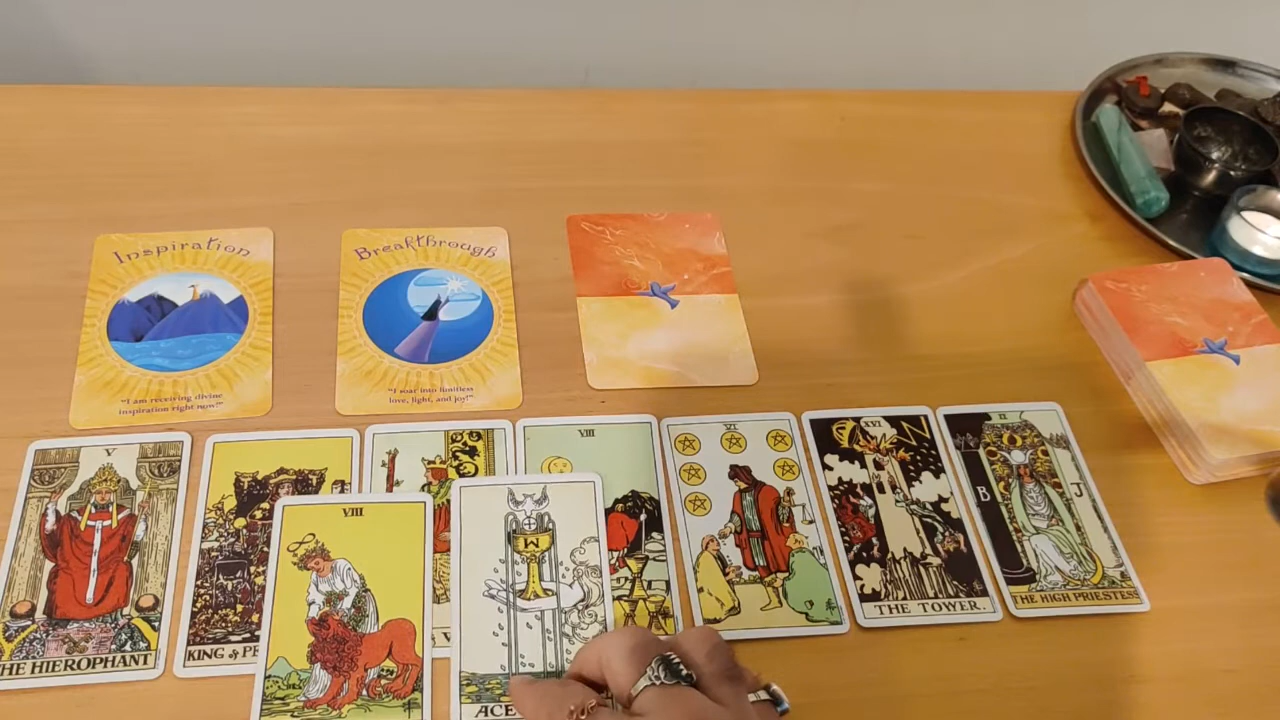 Inspiration
"I am receiving divine
inspiration right now!"
Breakthrough
"I soar into limitless
love, light, and joy!"
V
THE HIEROPHANT
KING of PE
VIII
W
VIII
ACE
VI
XVI
THE TOWER.
II
B J
THE HIGH PRIESTESS